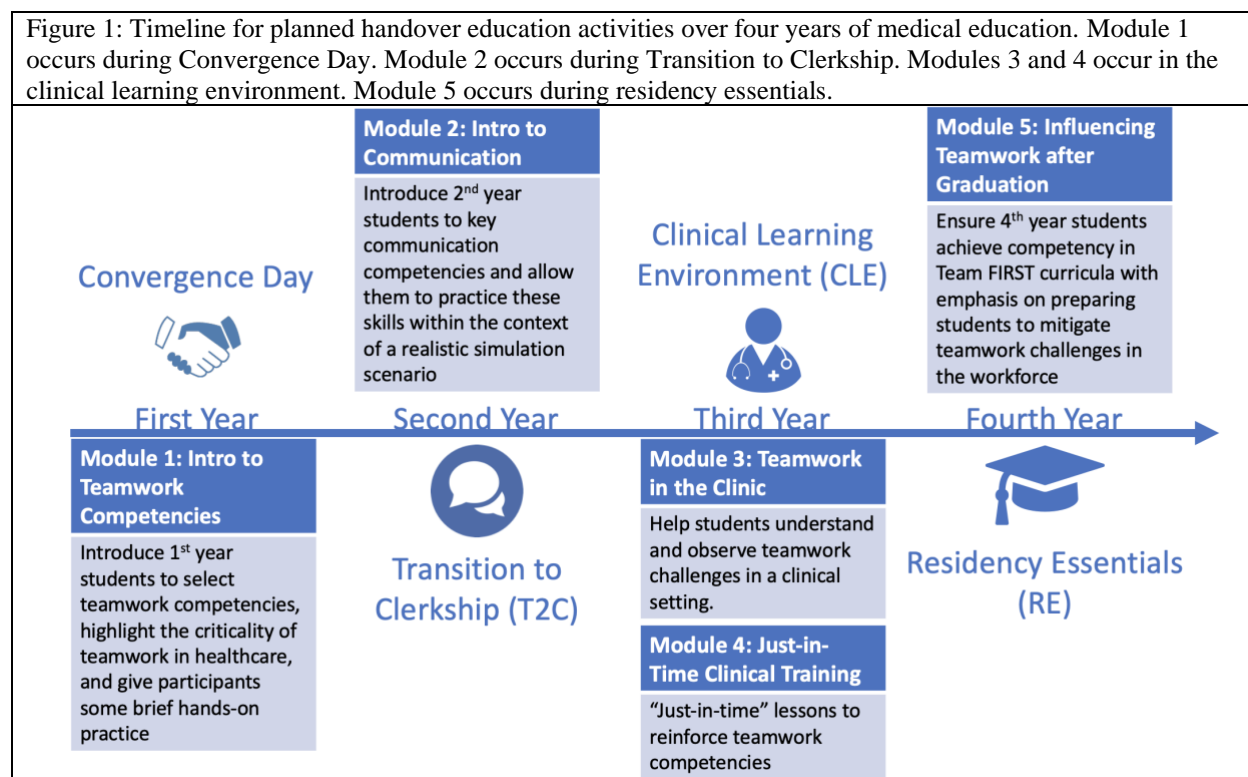 Figure 1: Timeline for planned handover education activities over four years of medical education. Module 1
occurs during Convergence Day. Module 2 occurs during Transition to Clerkship. Modules 3 and 4 occur in the
clinical learning environment. Module 5 occurs during residency essentials.
Convergence Day
First Year
Module 1: Intro to
Teamwork
Competencies
Introduce 1st year
students to select
teamwork competencies,
highlight the criticality of
teamwork in healthcare,
and give participants
some brief hands-on
practice
Module 2: Intro to
Communication
Introduce 2nd year
students to key
communication
competencies and allow
them to practice these
skills within the context
of a realistic simulation
scenario
Second Year
Transition to
Clerkship (T2C)
Clinical Learning
Environment (CLE)
Third Year
Module 3: Teamwork
in the Clinic
Help students understand
and observe teamwork
challenges in a clinical
setting.
Module 4: Just-in-
Time Clinical Training
“Just-in-time” lessons to
reinforce teamwork
competencies
Module 5: Influencing
Teamwork after
Graduation
Ensure 4th year students
achieve competency in
Team FIRST curricula with
emphasis on preparing
students to mitigate
teamwork challenges in
the workforce
Fourth Year
Residency Essentials
(RE)